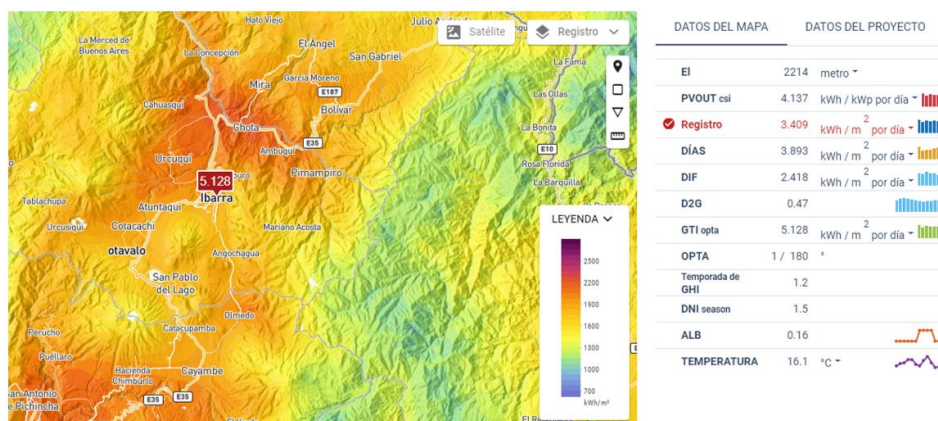 Hato Viejo
Julio Andrad
Satélite
Registro
La Merced de
Buenos Aires
El Ángel
La Concepción
San Gabriel
La Fama
Mira
García Moreno
E187
Las Ollas
Cahuasquí
Bolívar
Chota
E35
La Bonita
Ambuquí
E10
Urcuquí
Rosa Florida
Pimampiro
5.128
La Barquilla
Ibarra
Tablachupa
Atuntaqui
LEYENDA
Urcusiqui
Cotacachi
Mariano Acosta
otavalo
Angochagua
2500
San Pablo
del Lago
2200
1900
Olmedo
1600
Perucho
Catacupamba
1300
Puéllaro
1000
Hacienda
Chimburlo
Cayambe
700
kWh/m²
San Antonio
e Pichincha
E35
E35
DATOS DEL MAPA DATOS DEL PROYECTO
El 2214 metro
PVOUT csi 4.137 kWh / kWp por día
Registro 3.409 kWh / m 2 por día
DÍAS 3.893 kWh / m 2 por día
DIF 2.418 kWh / m 2 por día
D2G 0.47
GTI opta 5.128 kWh / m 2 por día
OPTA 1 / 180 °
Temporada de
GHI 1.2
DNI season 1.5
ALB 0.16
TEMPERATURA 16.1 °C